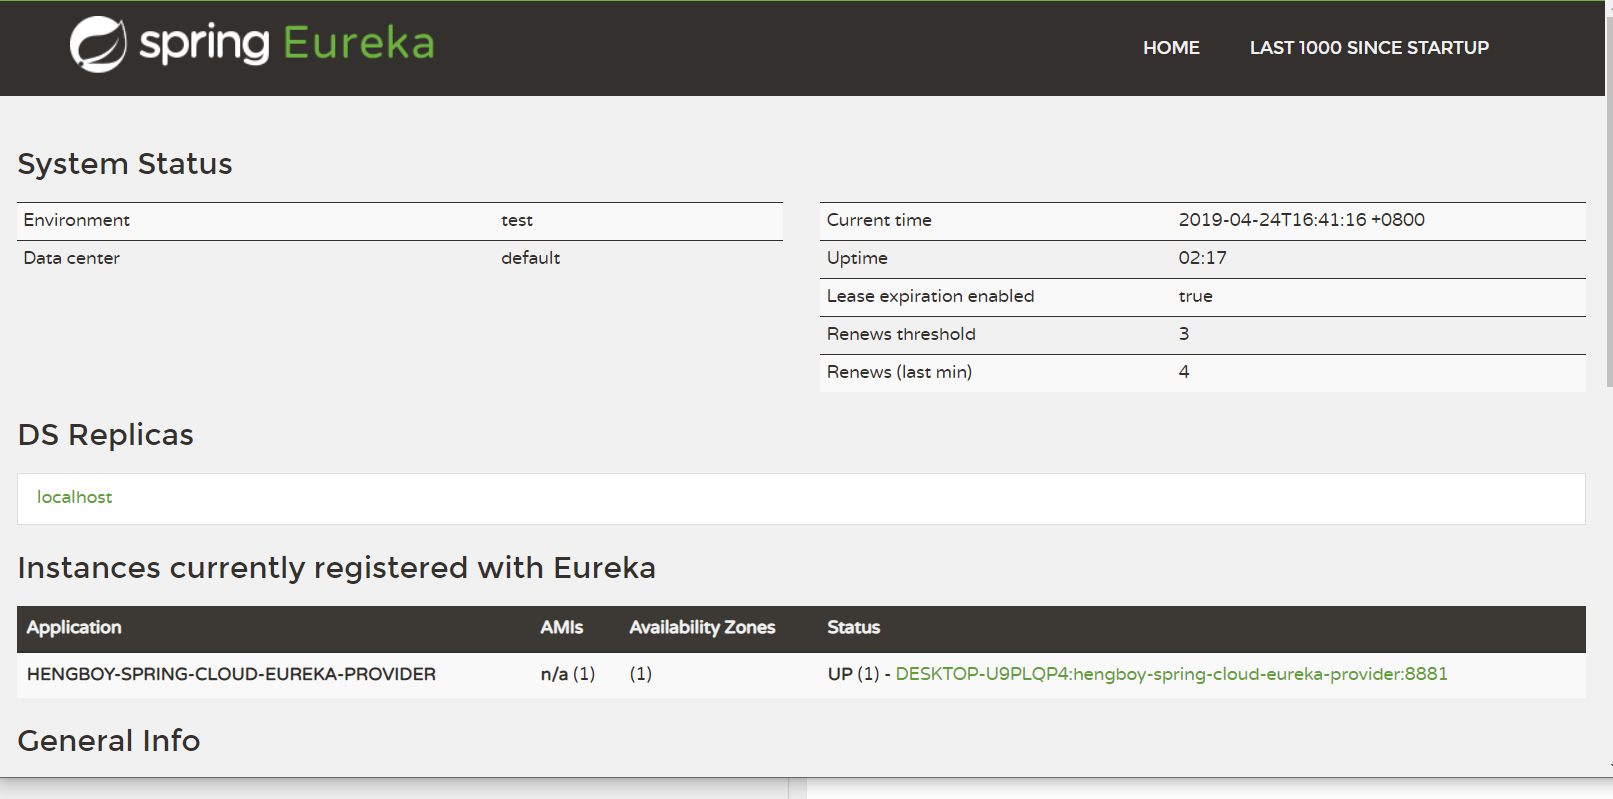 spring Eureka
HOME LAST 1000 SINCE STARTUP
System Status
Environment test
Data center default
Current time 2019-04-24T16:41:16 +0800
Uptime 02:17
Lease expiration enabled true
Renews threshold 3
Renews (last min) 4
DS Replicas
localhost
Instances currently registered with Eureka
Application AMIs Availability Zones Status
HENGBOY-SPRING-CLOUD-EUREKA-PROVIDER n/a (1) (1) UP (1) - DESKTOP-U9PLQP4:hengboy-spring-cloud-eureka-provider:8881
General Info